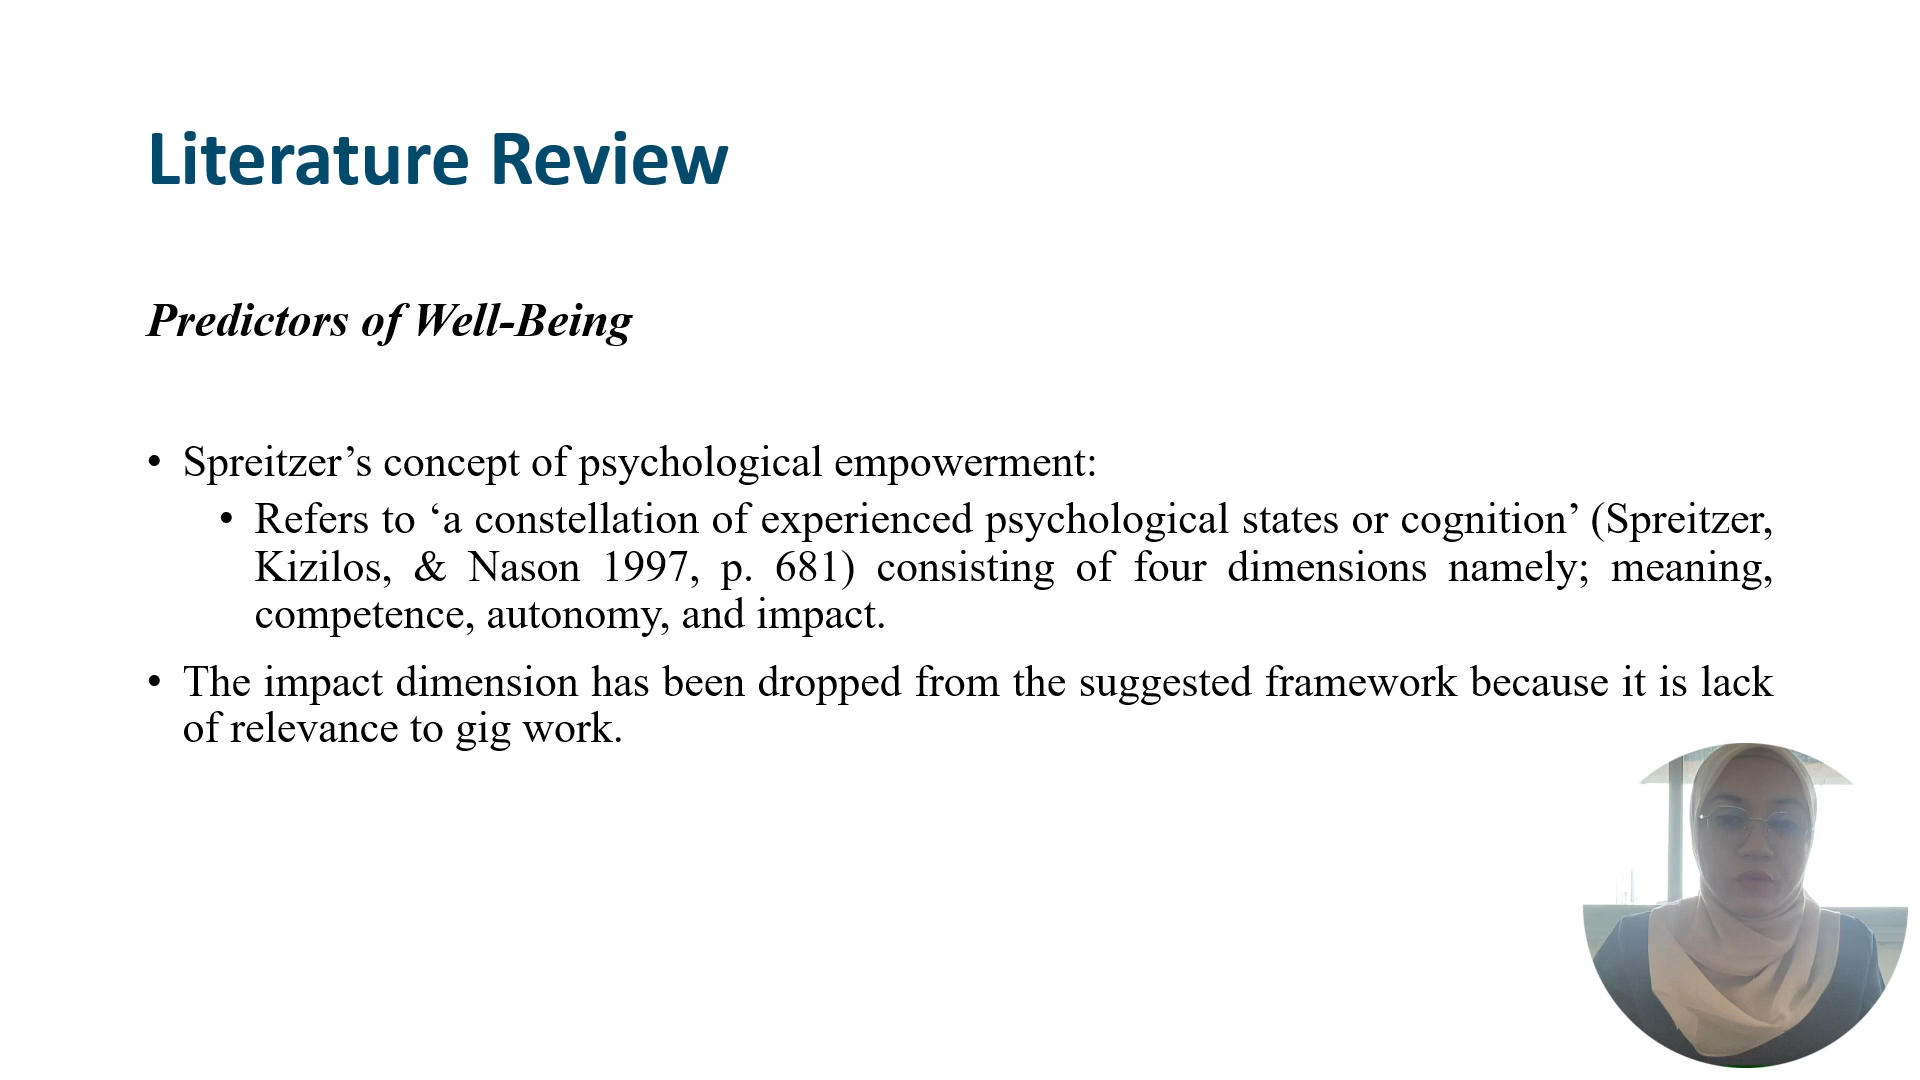 Literature Review
Predictors of Well-Being
• Spreitzer’s concept of psychological empowerment:
• Refers to ‘a constellation of experienced psychological states or cognition’ (Spreitzer,
Kizilos, & Nason 1997, p. 681) consisting of four dimensions namely; meaning,
competence, autonomy, and impact.
• The impact dimension has been dropped from the suggested framework because it is lack
of relevance to gig work.